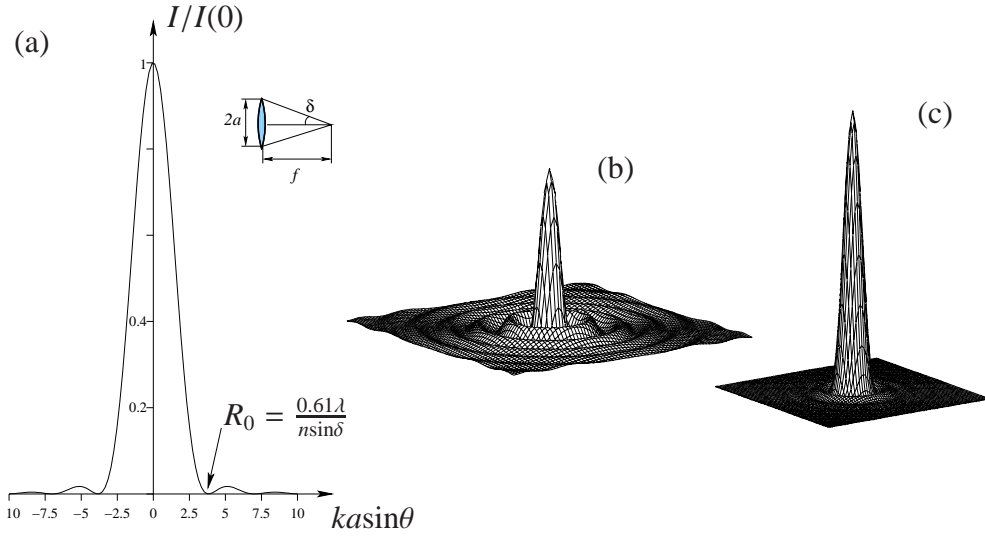 (a)
I/I(0)
1
0.4
0.2
2a
δ
f
R₀ = 0.61λ / n sinδ
10 −7.5 −5 −2.5 0 2.5 5 7.5 10
kasinθ
(b)
(c)